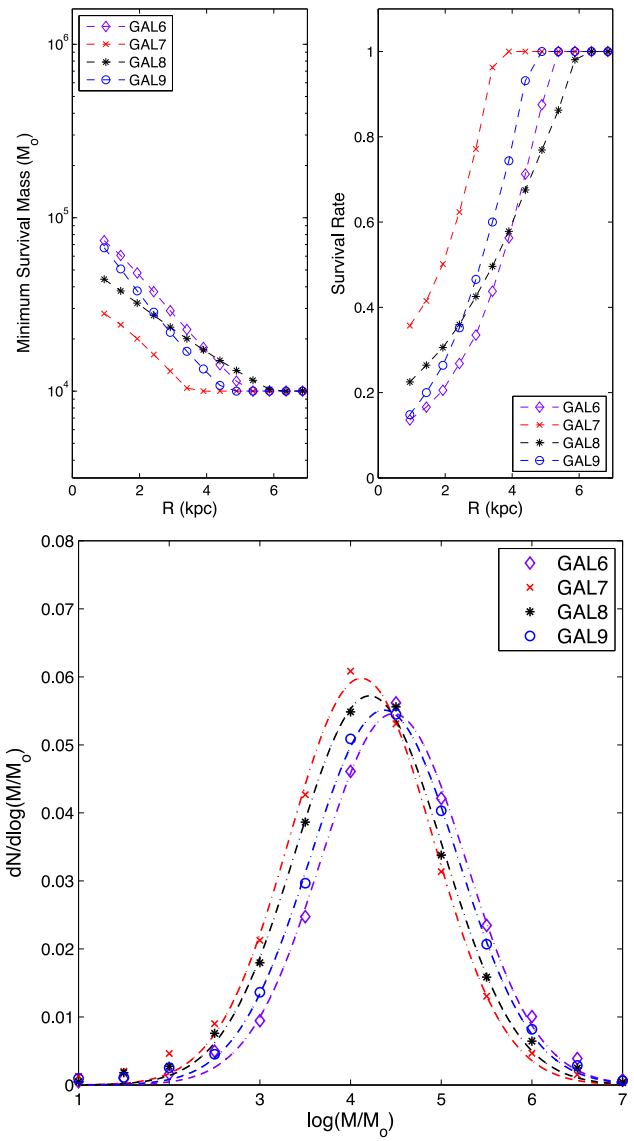 10^6
GAL6
GAL7
GAL8
GAL9
10^5
10^4
Minimum Survival Mass (M_o)
0
2
4
6
R (kpc)
1
0.8
0.6
0.4
0.2
0
Survival Rate
GAL6
GAL7
GAL8
GAL9
0
2
4
6
R (kpc)
0.08
0.07
0.06
0.05
0.04
0.03
0.02
0.01
0
dN/dlog(M/M_o)
GAL6
GAL7
GAL8
GAL9
1
2
3
4
5
6
7
log(M/M_o)